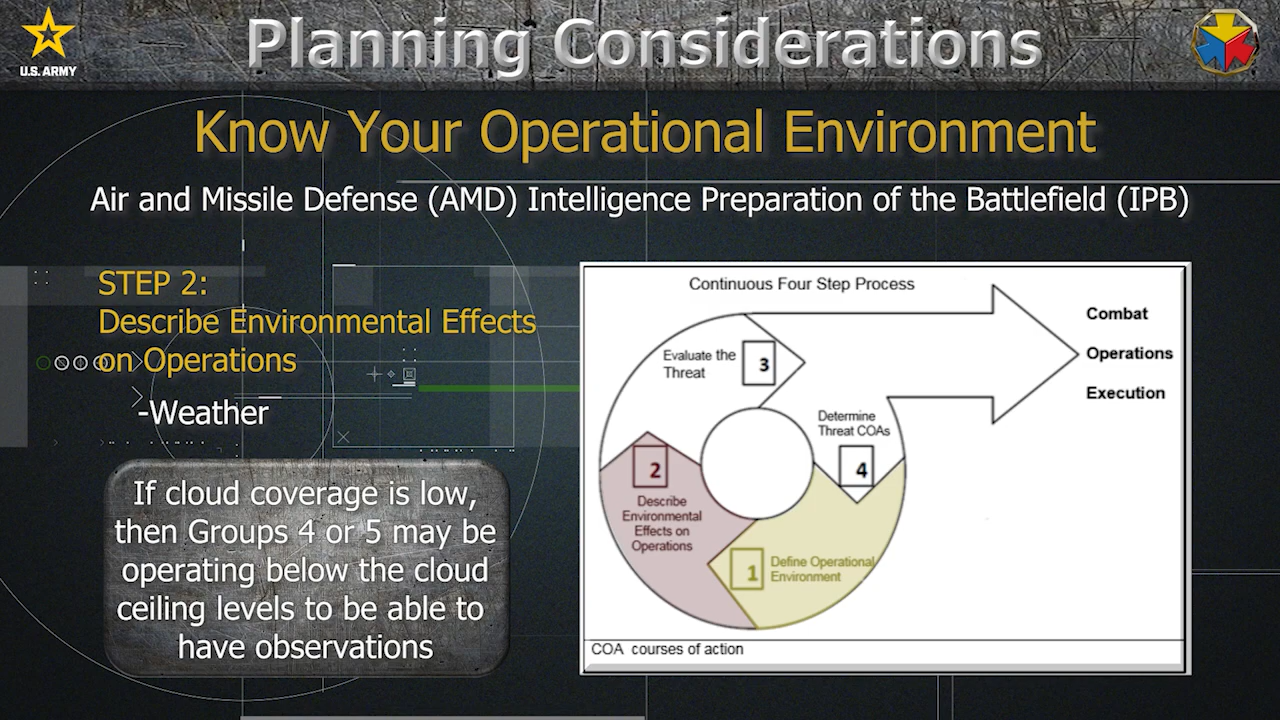 U.S. ARMY
Planning Considerations
Know Your Operational Environment
Air and Missile Defense (AMD) Intelligence Preparation of the Battlefield (IPB)
STEP 2:
Describe Environmental Effects
on Operations
-Weather
If cloud coverage is low,
then Groups 4 or 5 may be
operating below the cloud
ceiling levels to be able to
have observations
Continuous Four Step Process
Evaluate the
Threat
3
Determine
Threat COAs
4
2
Describe
Environmental
Effects on
Operations
1
Define Operational
Environment
Combat
Operations
Execution
COA courses of action